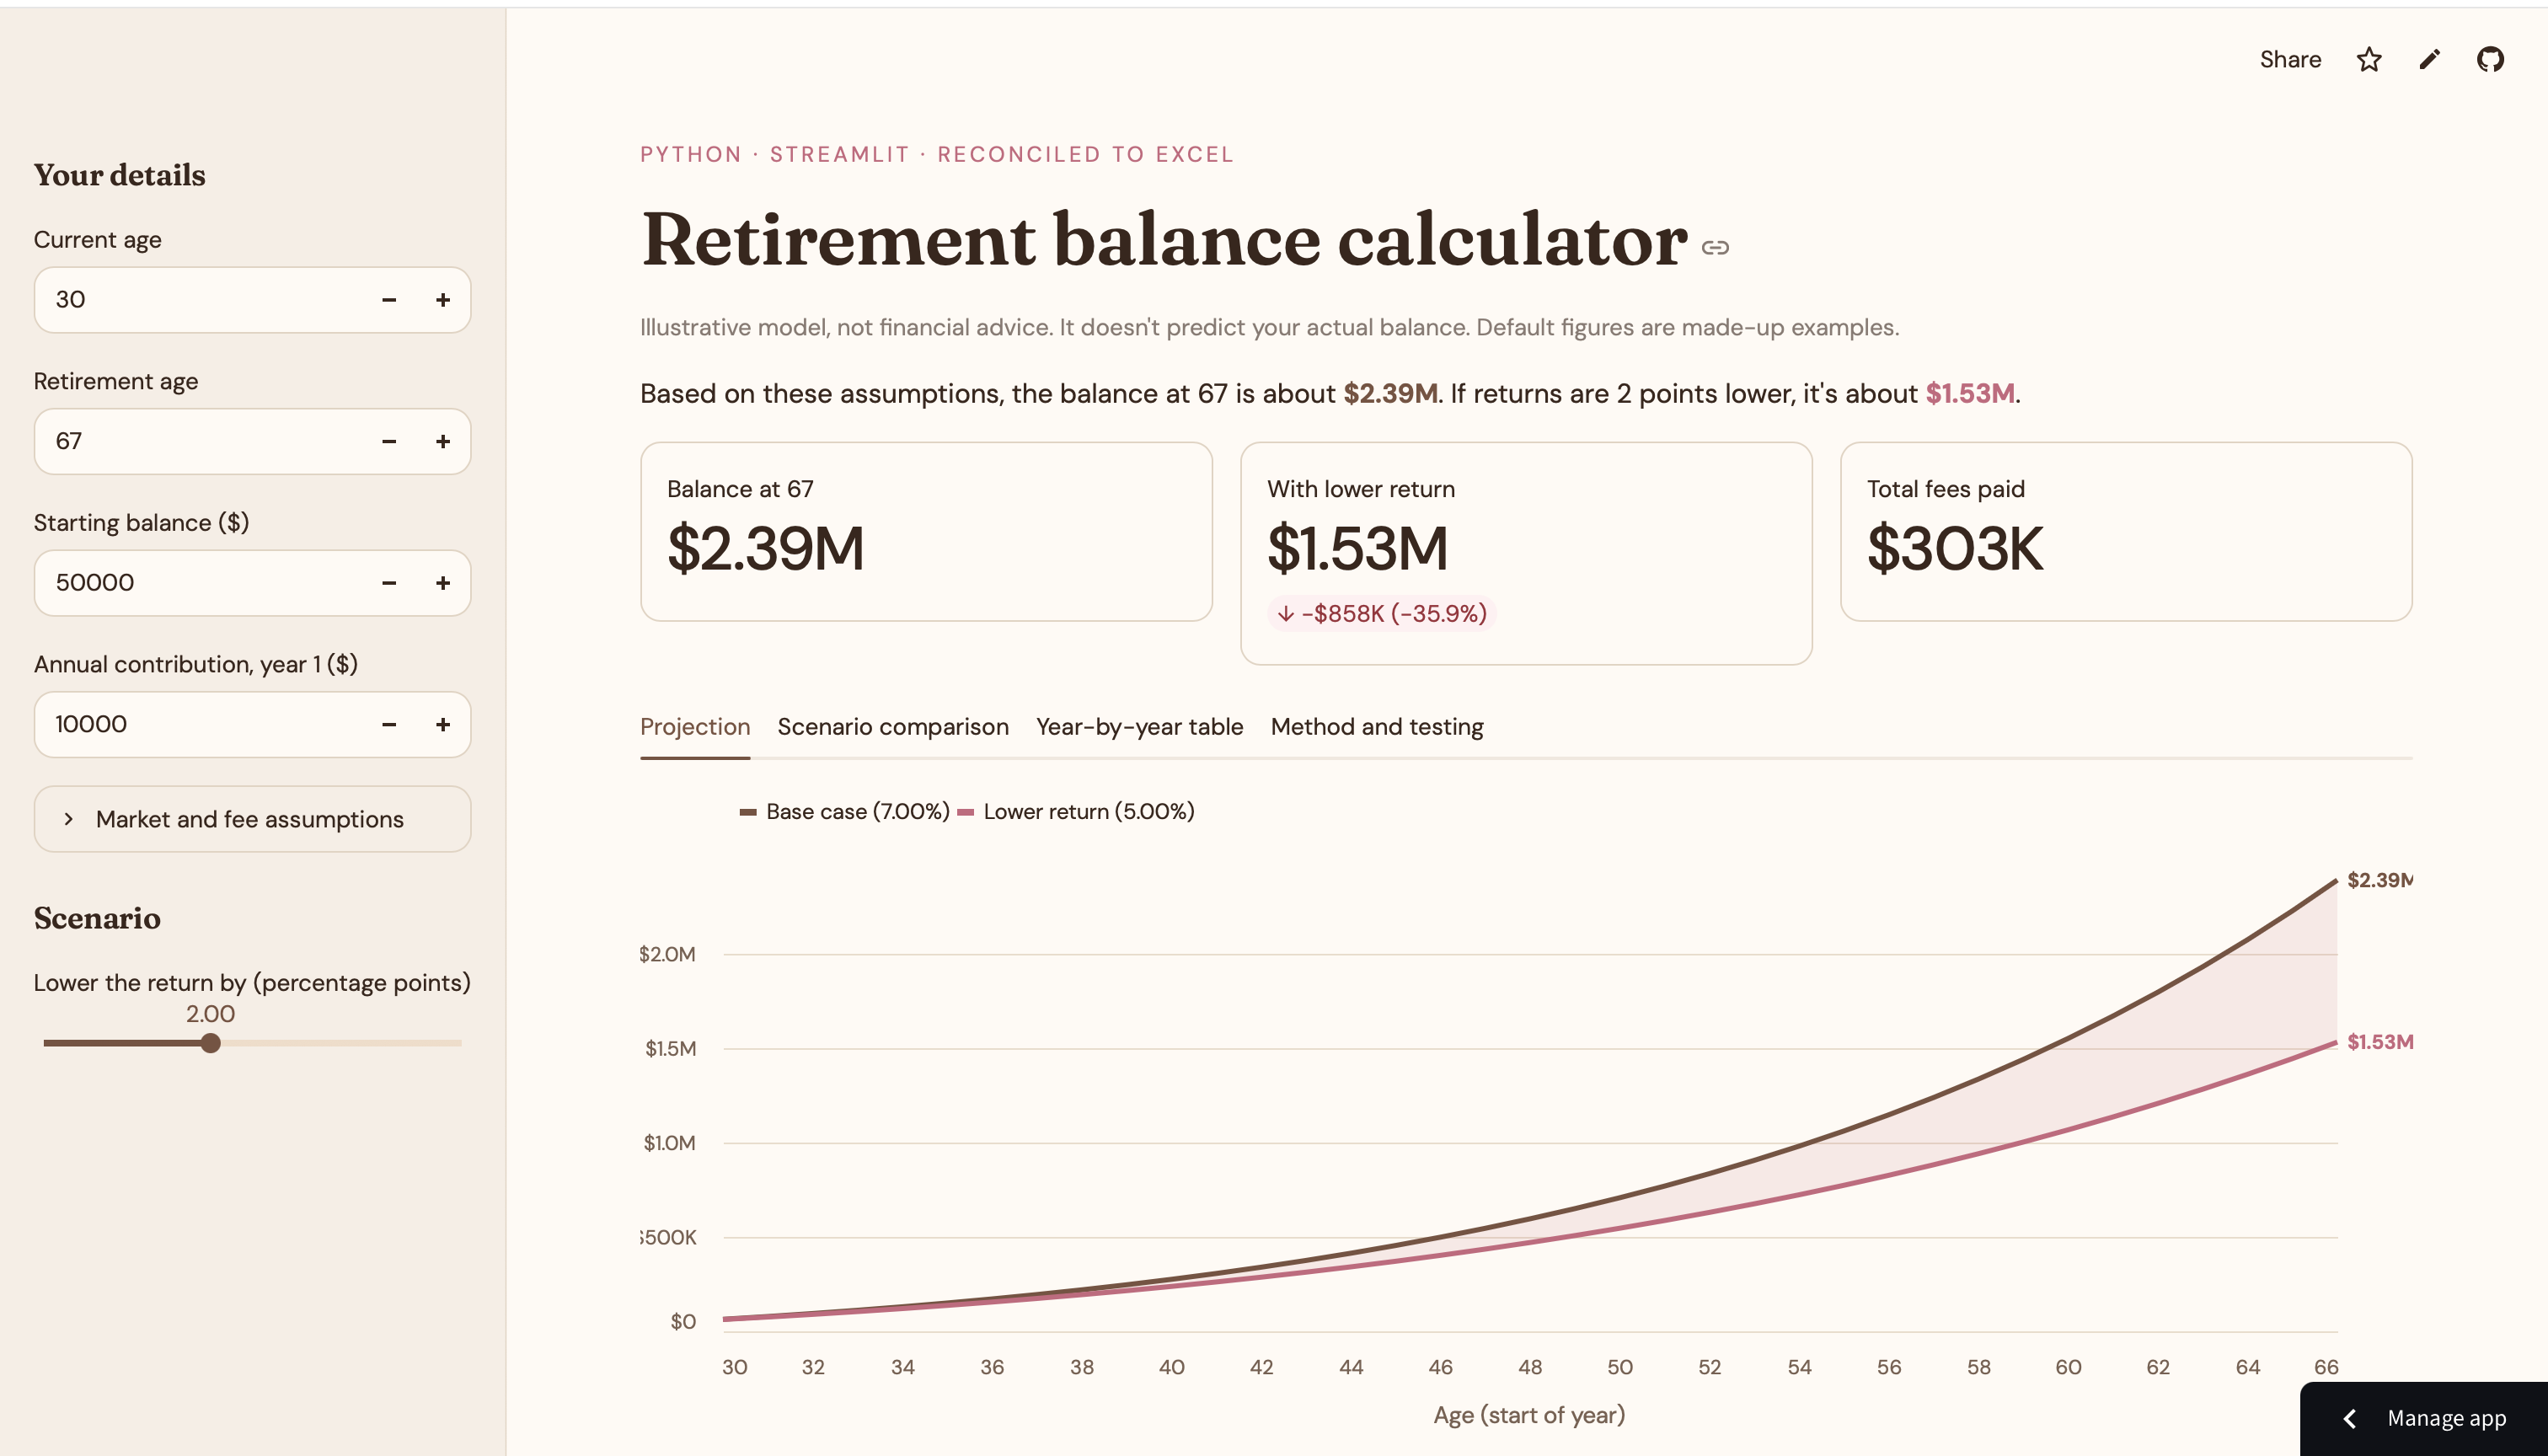 Share
Your details
Current age
30
Retirement age
67
Starting balance ($)
50000
Annual contribution, year 1 ($)
10000
Market and fee assumptions
Scenario
Lower the return by (percentage points)
2.00
PYTHON · STREAMLIT · RECONCILED TO EXCEL
Retirement balance calculator
Illustrative model, not financial advice. It doesn't predict your actual balance. Default figures are made-up examples.
Based on these assumptions, the balance at 67 is about $2.39M. If returns are 2 points lower, it's about $1.53M.
Balance at 67
$2.39M
With lower return
$1.53M
↓ -$858K (-35.9%)
Total fees paid
$303K
Projection Scenario comparison Year-by-year table Method and testing
Base case (7.00%) Lower return (5.00%)
$2.39M
$2.0M
$1.5M
$1.53M
$1.0M
$500K
$0
30 32 34 36 38 40 42 44 46 48 50 52 54 56 58 60 62 64 66
Age (start of year)
Manage app